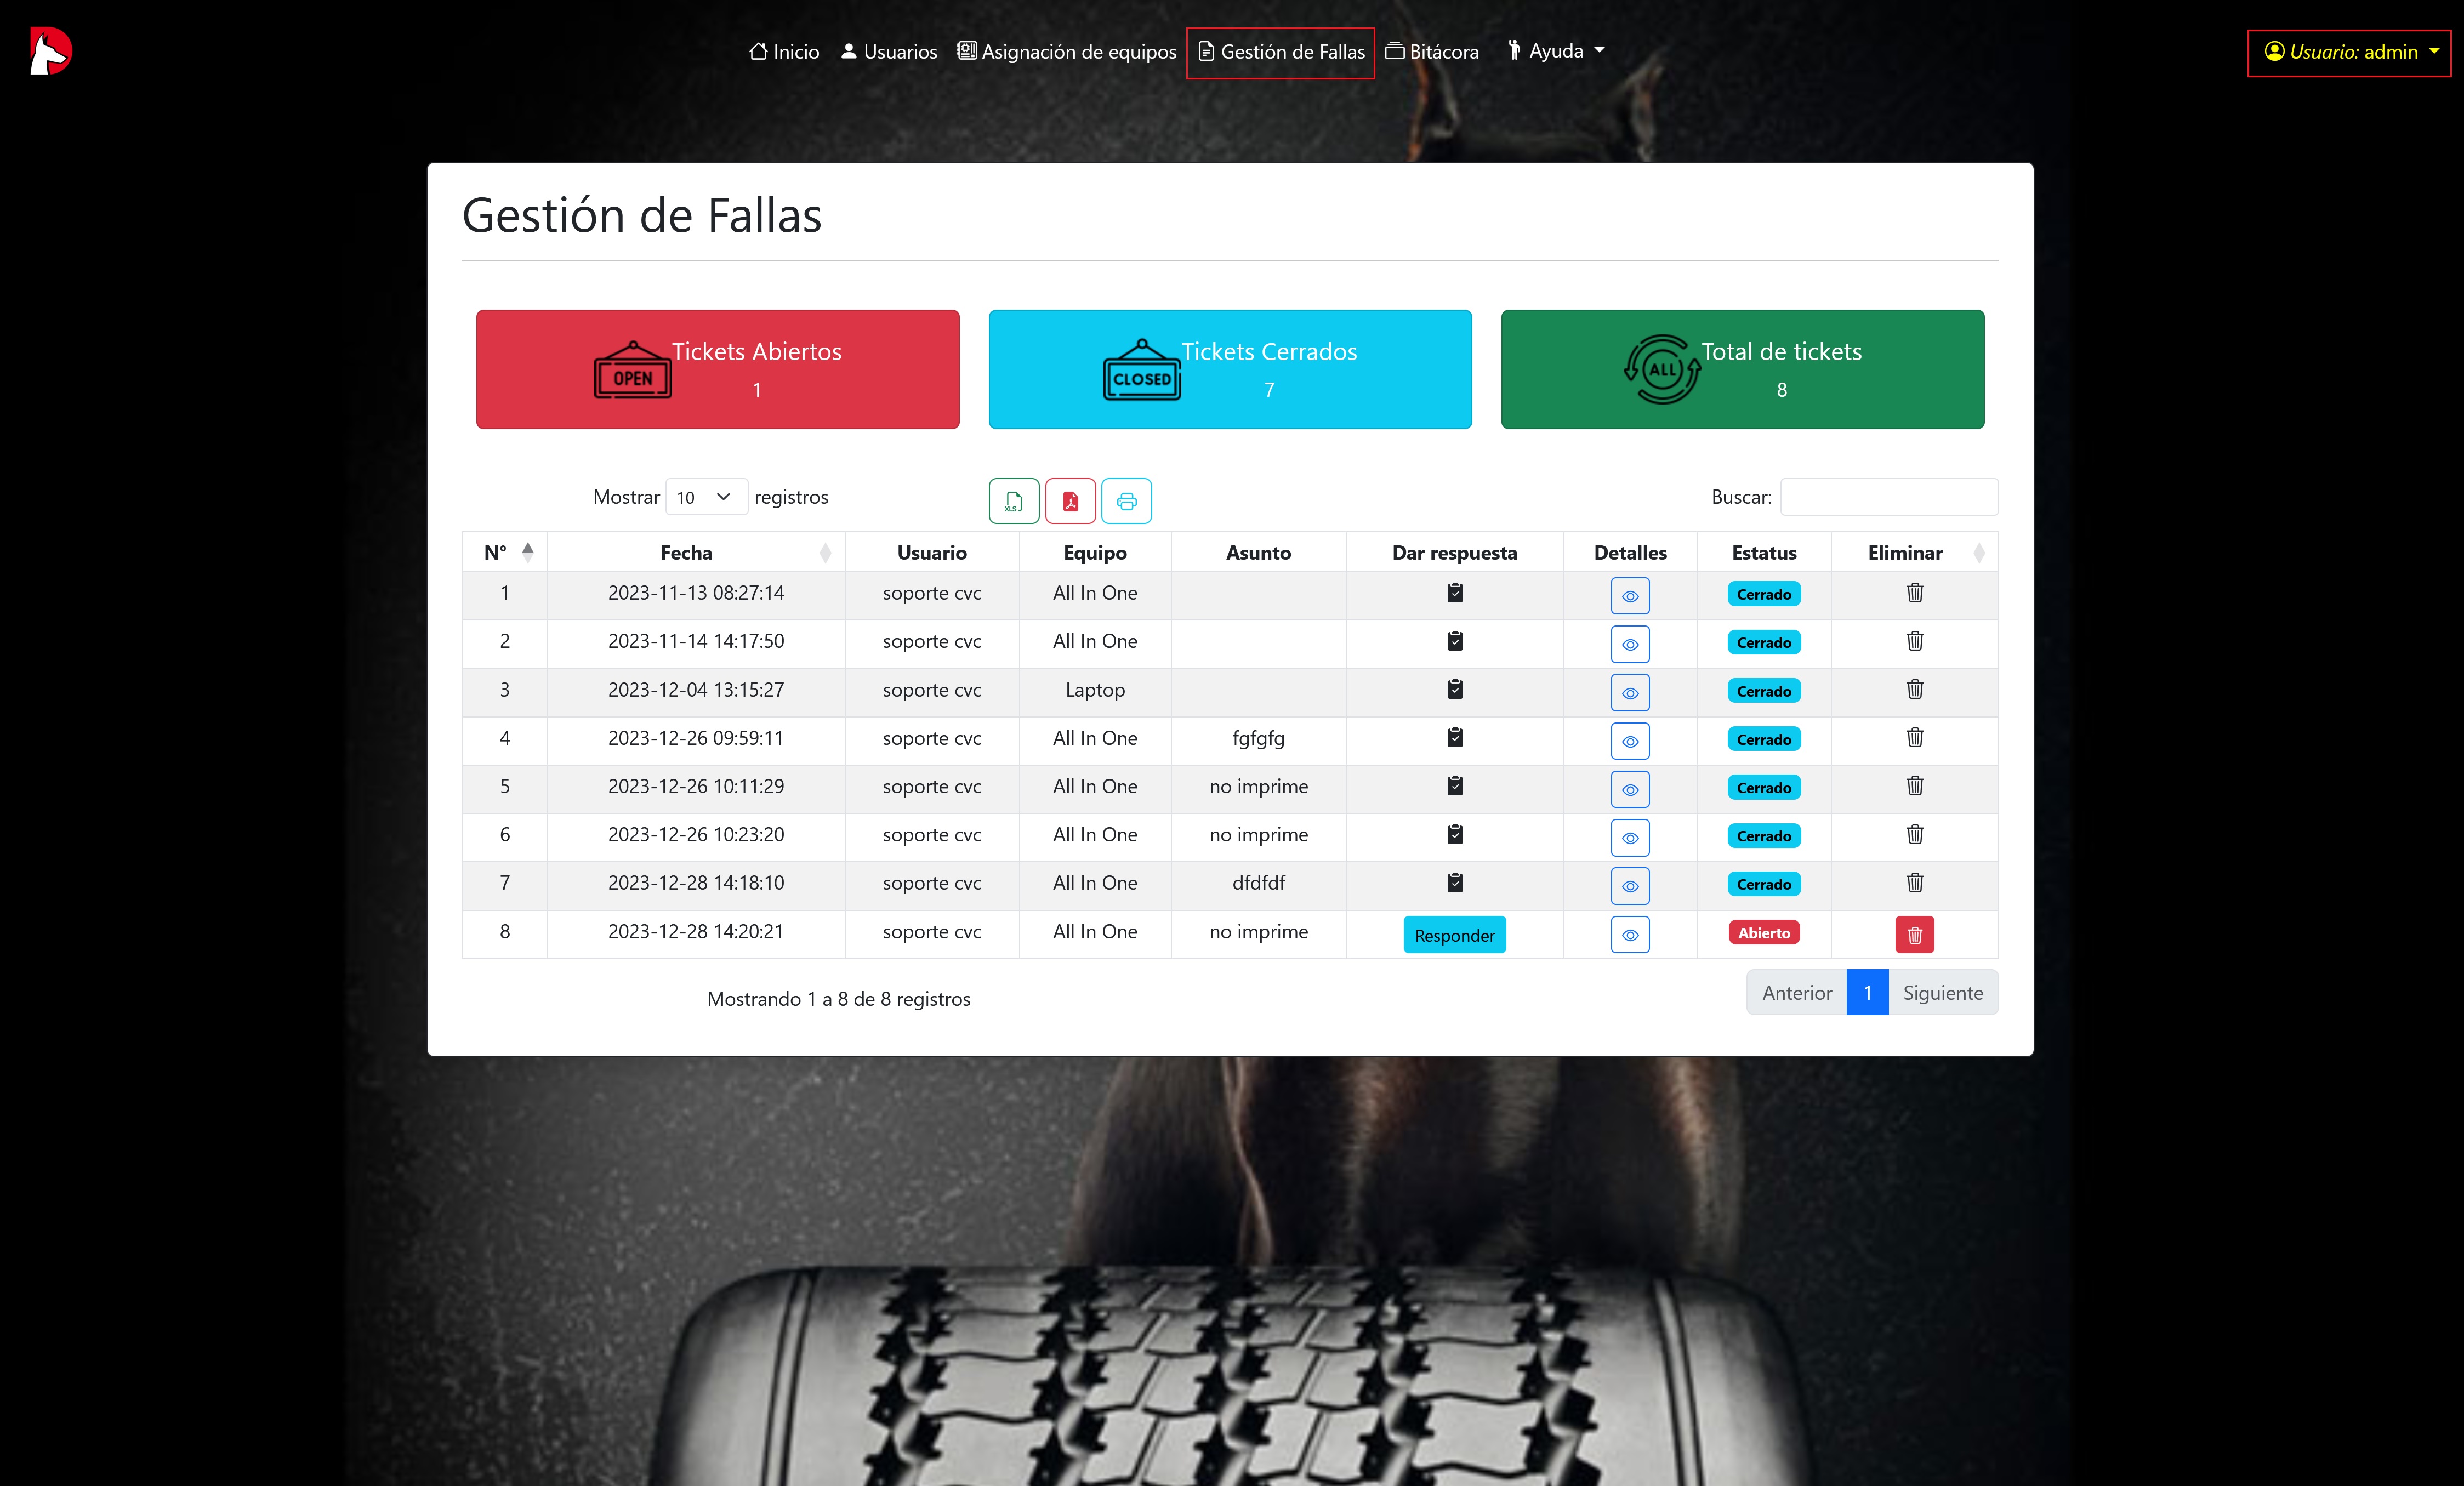 Inicio Usuarios Asignación de equipos Gestión de Fallas Bitácora Ayuda Usuario: admin
Gestión de Fallas
OPEN Tickets Abiertos
1
CLOSED Tickets Cerrados
7
ALL Total de tickets
8
Mostrar 10 registros XLS Buscar:
N° Fecha Usuario Equipo Asunto Dar respuesta Detalles Estatus Eliminar
1 2023-11-13 08:27:14 soporte cvc All In One Cerrado
2 2023-11-14 14:17:50 soporte cvc All In One Cerrado
3 2023-12-04 13:15:27 soporte cvc Laptop Cerrado
4 2023-12-26 09:59:11 soporte cvc All In One fgfgfg Cerrado
5 2023-12-26 10:11:29 soporte cvc All In One no imprime Cerrado
6 2023-12-26 10:23:20 soporte cvc All In One no imprime Cerrado
7 2023-12-28 14:18:10 soporte cvc All In One dfdfdf Cerrado
8 2023-12-28 14:20:21 soporte cvc All In One no imprime Responder Abierto
Mostrando 1 a 8 de 8 registros Anterior 1 Siguiente